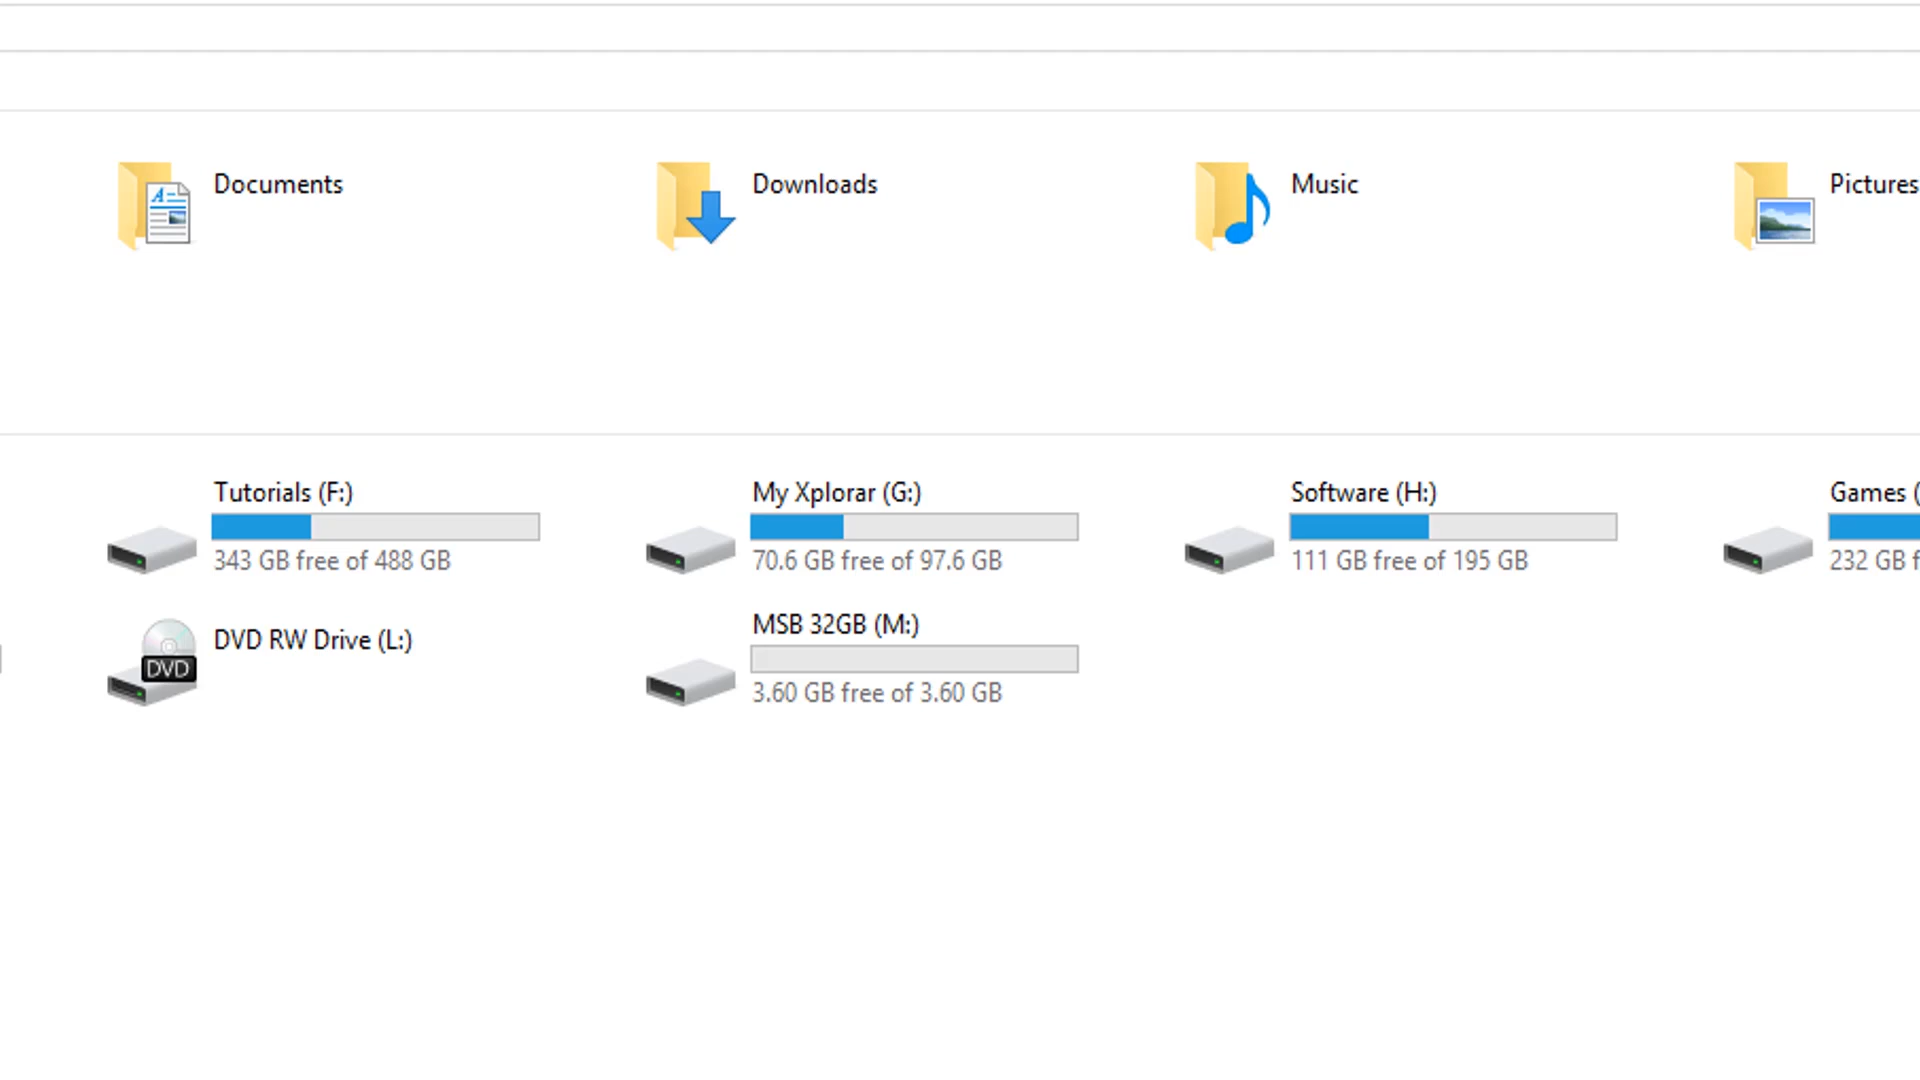 Documents
Downloads
Music
Pictures
Tutorials (F:)
343 GB free of 488 GB
My Xplorar (G:)
70.6 GB free of 97.6 GB
Software (H:)
111 GB free of 195 GB
Games (
232 GB f
DVD RW Drive (L:)
DVD
MSB 32GB (M:)
3.60 GB free of 3.60 GB